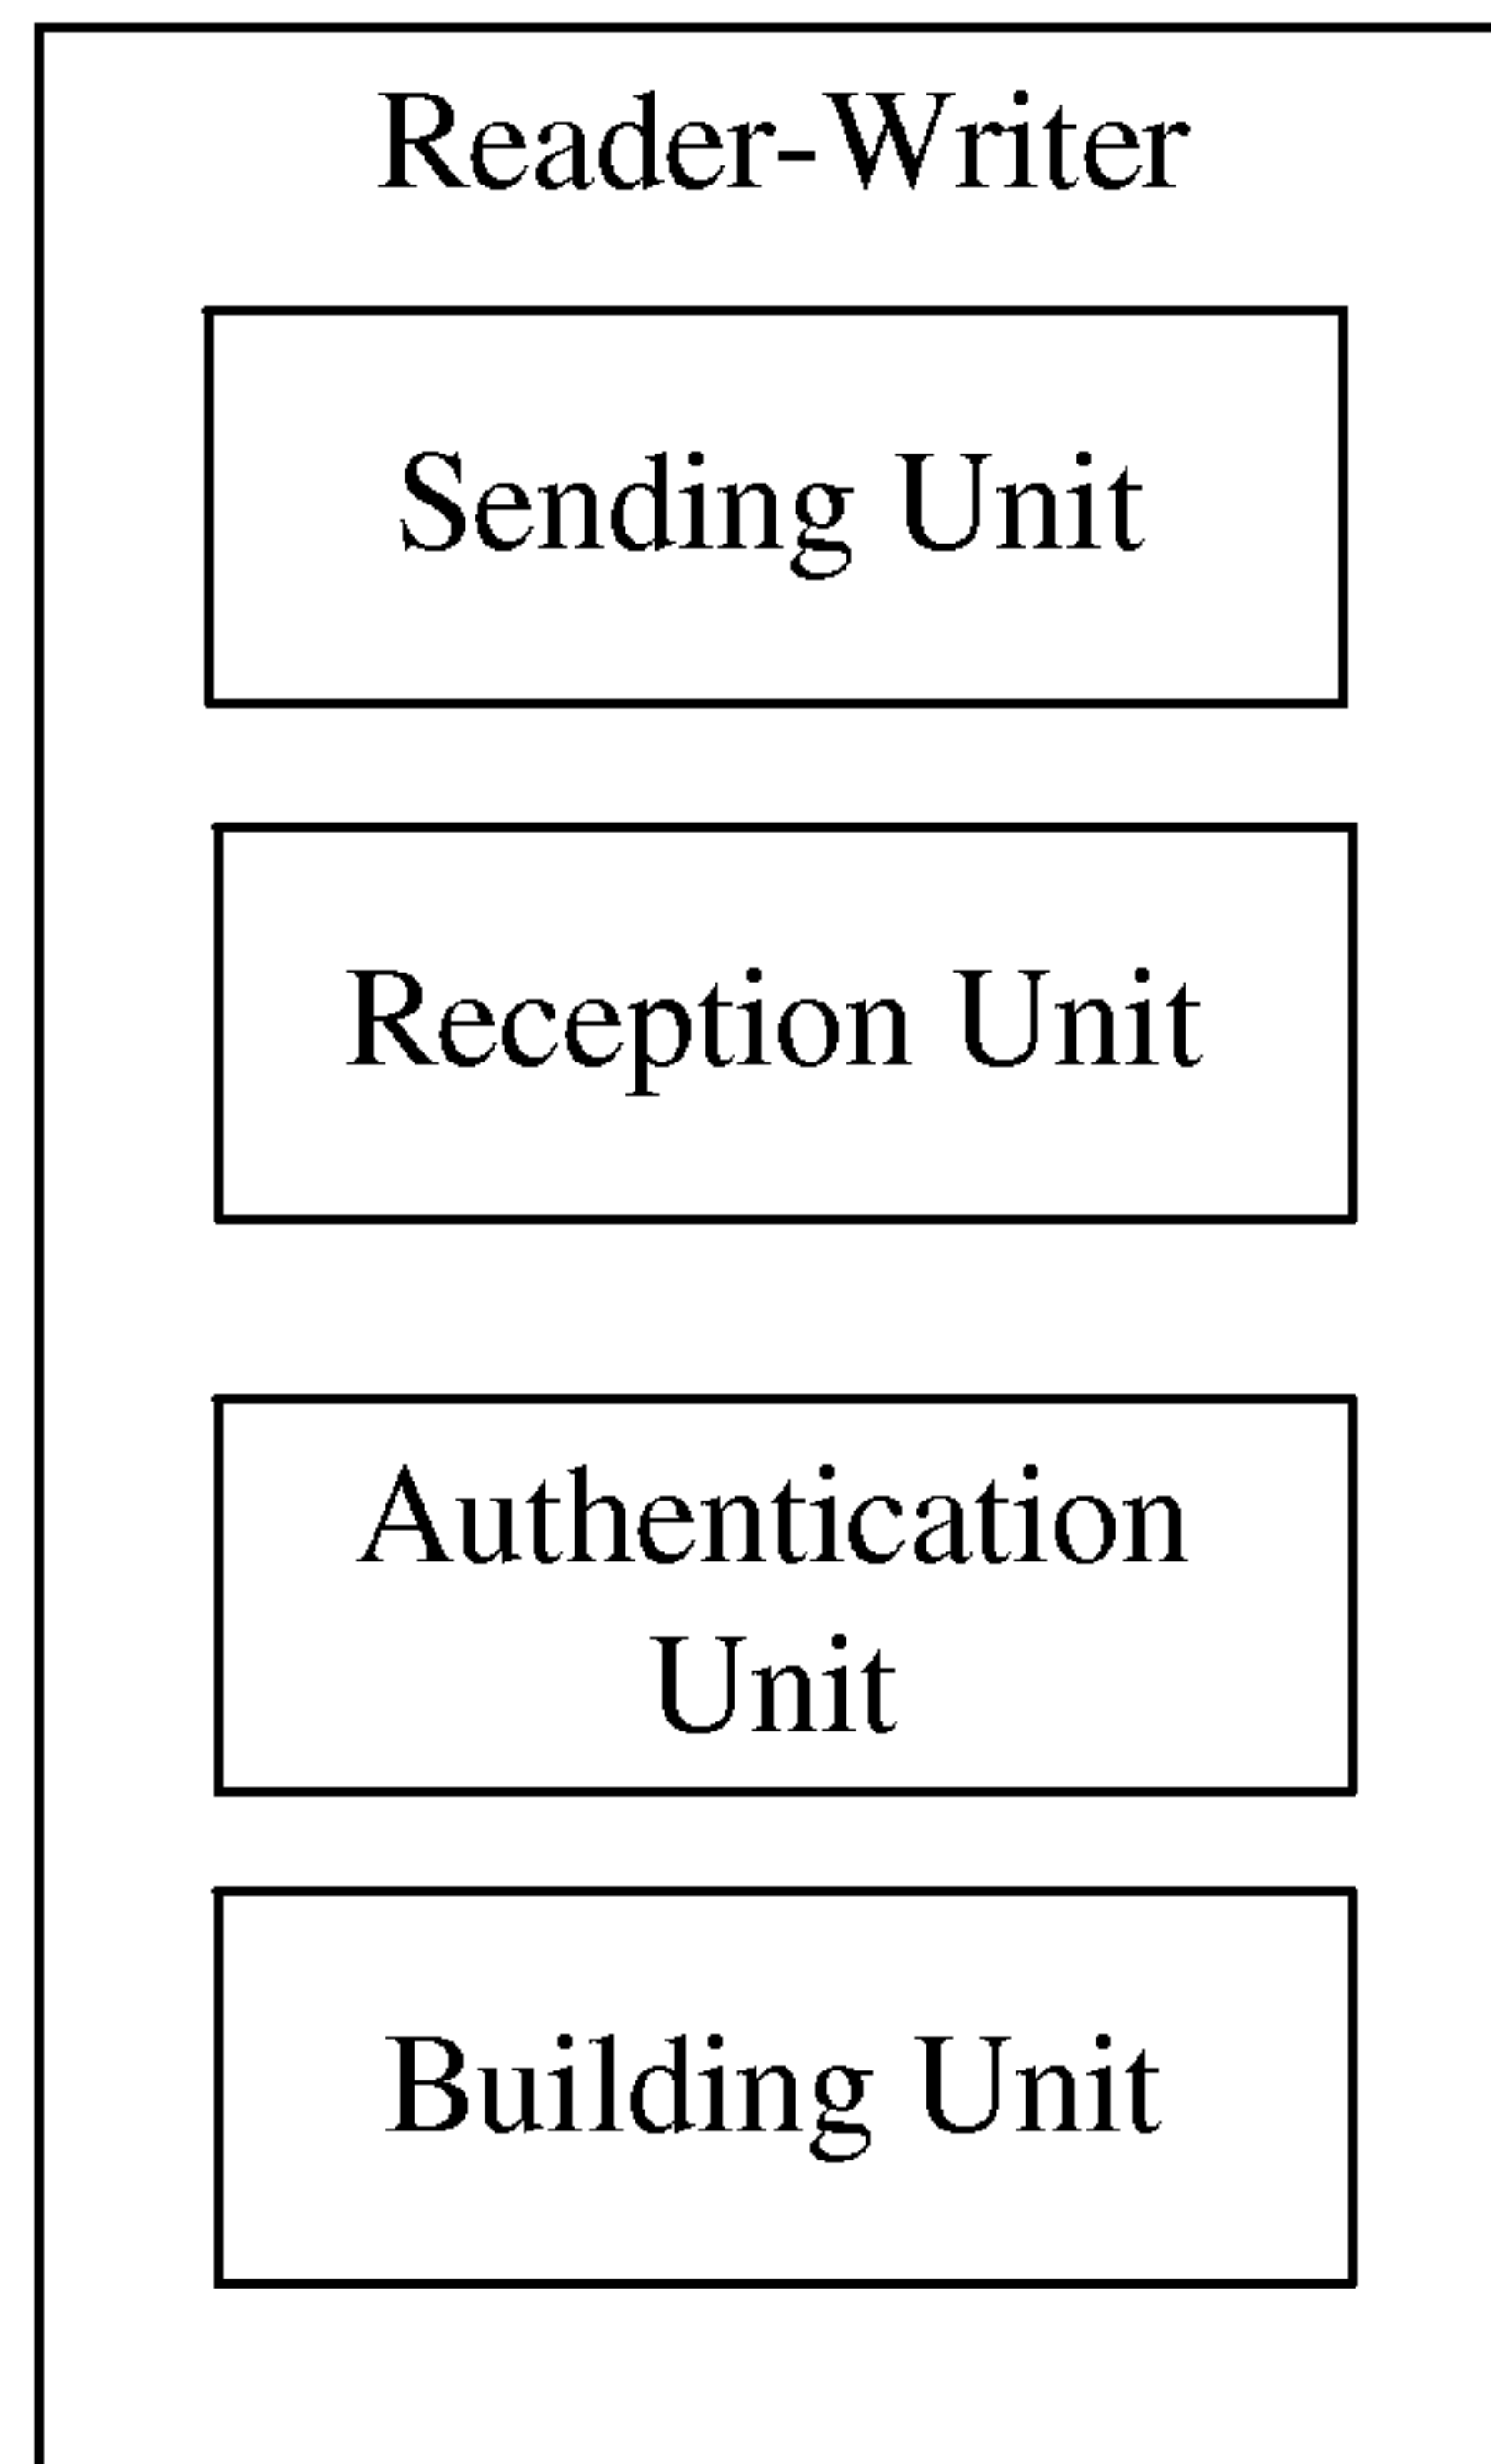 Reader-Writer
Sending Unit
Reception Unit
Authentication
Unit
Building Unit